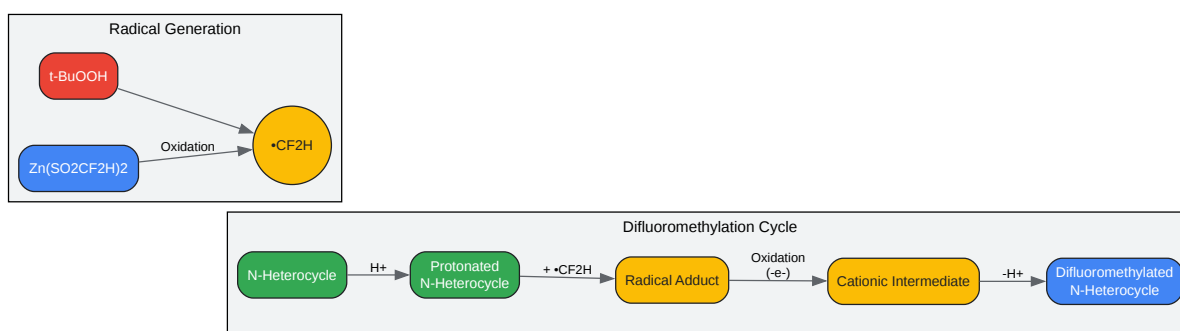 Radical Generation
t-BuOOH
Oxidation
•CF2H
Zn(SO2CF2H)2
Difluoromethylation Cycle
N-Heterocycle
H+
Protonated
N-Heterocycle
+ •CF2H
Radical Adduct
Oxidation
(-e-)
Cationic Intermediate
-H+
Difluoromethylated
N-Heterocycle